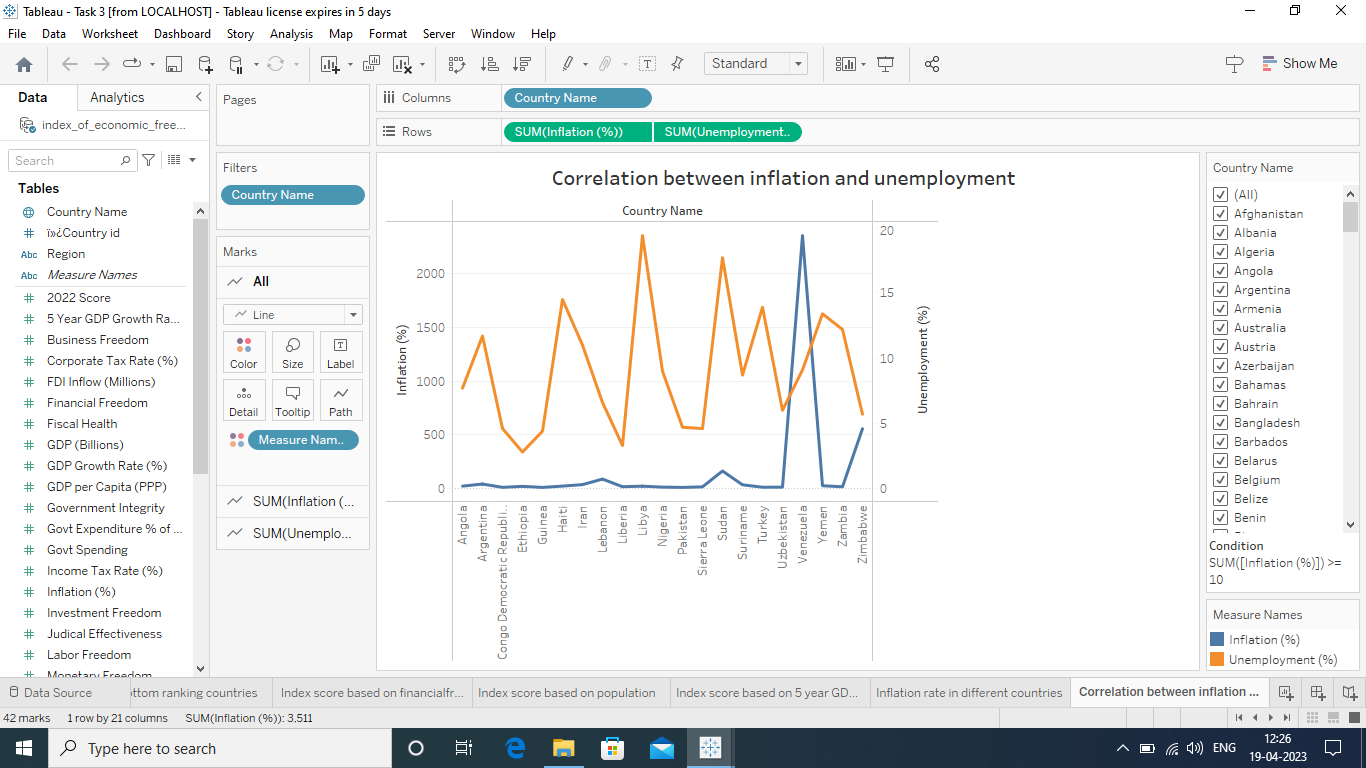 Tableau - Task 3 [from LOCALHOST] - Tableau license expires in 5 days
File Data Worksheet Dashboard Story Analysis Map Format Server Window Help
Standard
Show Me
Data Analytics
index_of_economic_free...
Search
Tables
Country Name
ï»¿Country id
Abc Region
Abc Measure Names
2022 Score
5 Year GDP Growth Ra...
Business Freedom
Corporate Tax Rate (%)
FDI Inflow (Millions)
Financial Freedom
Fiscal Health
GDP (Billions)
GDP Growth Rate (%)
GDP per Capita (PPP)
Government Integrity
Govt Expenditure % of ...
Govt Spending
Income Tax Rate (%)
Inflation (%)
Investment Freedom
Judical Effectiveness
Labor Freedom
Monetary Freedom
Pages
Filters
Country Name
Marks
All
Line
Color Size Label
Detail Tooltip Path
Measure Nam..
SUM(Inflation (...
SUM(Unemplo...
Columns
Country Name
Rows
SUM(Inflation (%)) SUM(Unemployment..
Correlation between inflation and unemployment
Country Name
Inflation (%)
2000
1500
1000
500
0
20
15
10
5
0
Unemployment (%)
Angola
Argentina
Congo Democratic Republi..
Ethiopia
Guinea
Haiti
Iran
Lebanon
Liberia
Libya
Nigeria
Pakistan
Sierra Leone
Sudan
Suriname
Turkey
Uzbekistan
Venezuela
Yemen
Zambia
Zimbabwe
Country Name
(All)
Afghanistan
Albania
Algeria
Angola
Argentina
Armenia
Australia
Austria
Azerbaijan
Bahamas
Bahrain
Bangladesh
Barbados
Belarus
Belgium
Belize
Benin
Condition
SUM([Inflation (%)]) >=
10
Measure Names
Inflation (%)
Unemployment (%)
Data Source
ottom ranking countries
Index score based on financialfr...
Index score based on population
Index score based on 5 year GD...
Inflation rate in different countries
Correlation between inflation ...
42 marks 1 row by 21 columns SUM(Inflation (%)): 3,511
Type here to search
ENG
12:26
19-04-2023